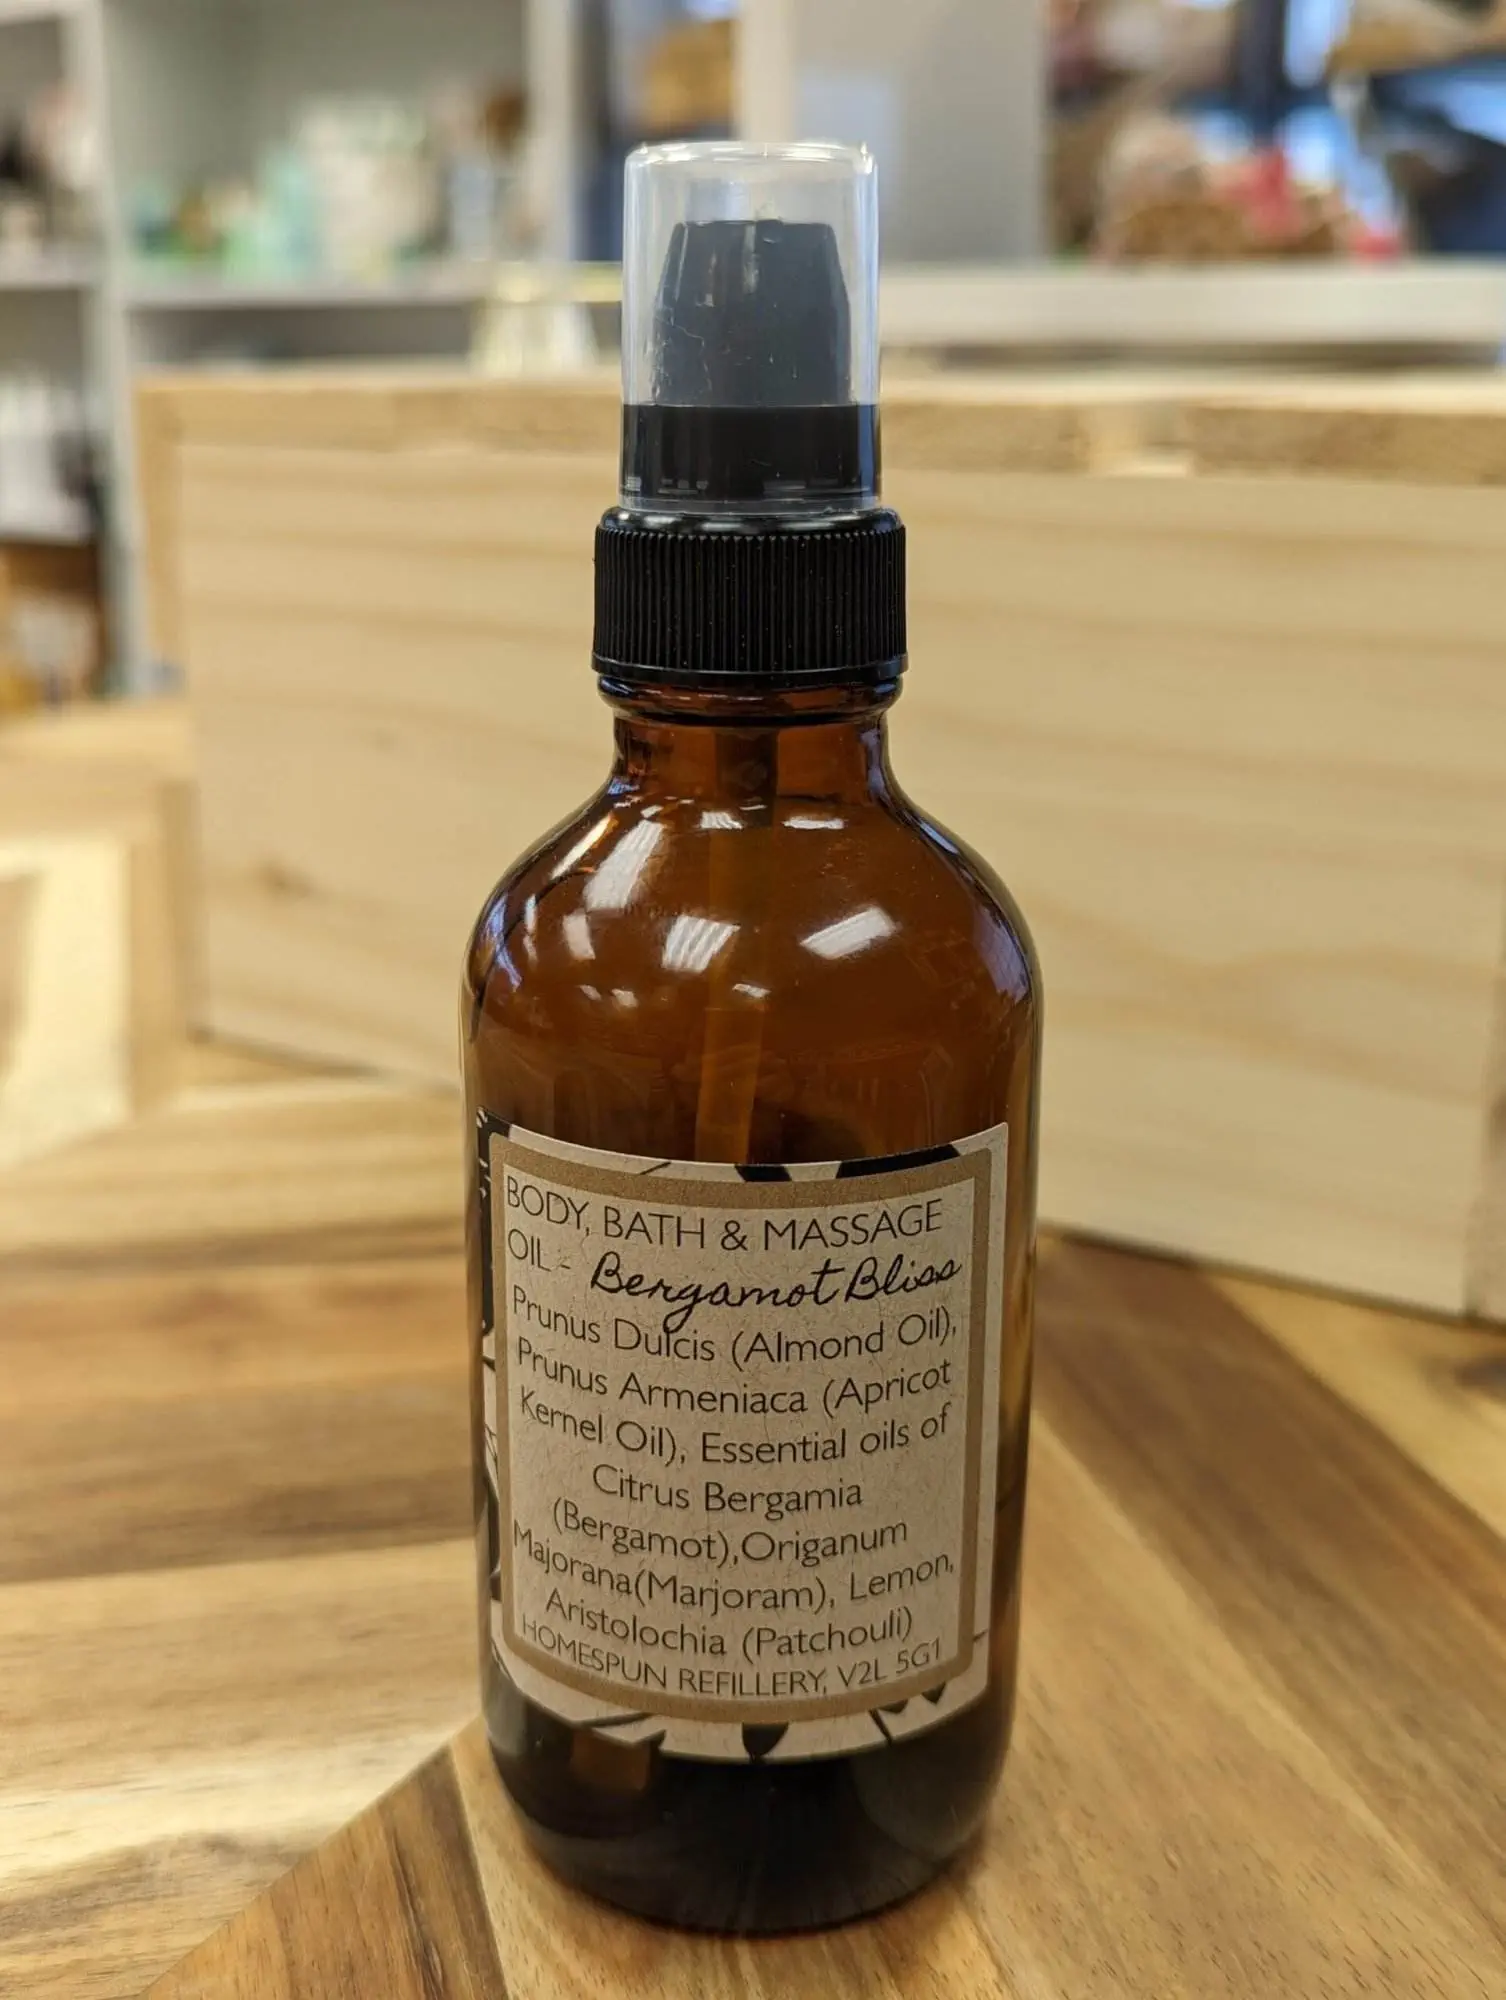 BODY, BATH & MASSAGE
OIL - Bergamot Bliss
Prunus Dulcis (Almond Oil),
Prunus Armeniaca (Apricot
Kernel Oil), Essential oils of
Citrus Bergamia
(Bergamot),Origanum
Majorana(Marjoram), Lemon,
Aristolochia (Patchouli)
HOMESPUN REFILLERY, V2L 5G1